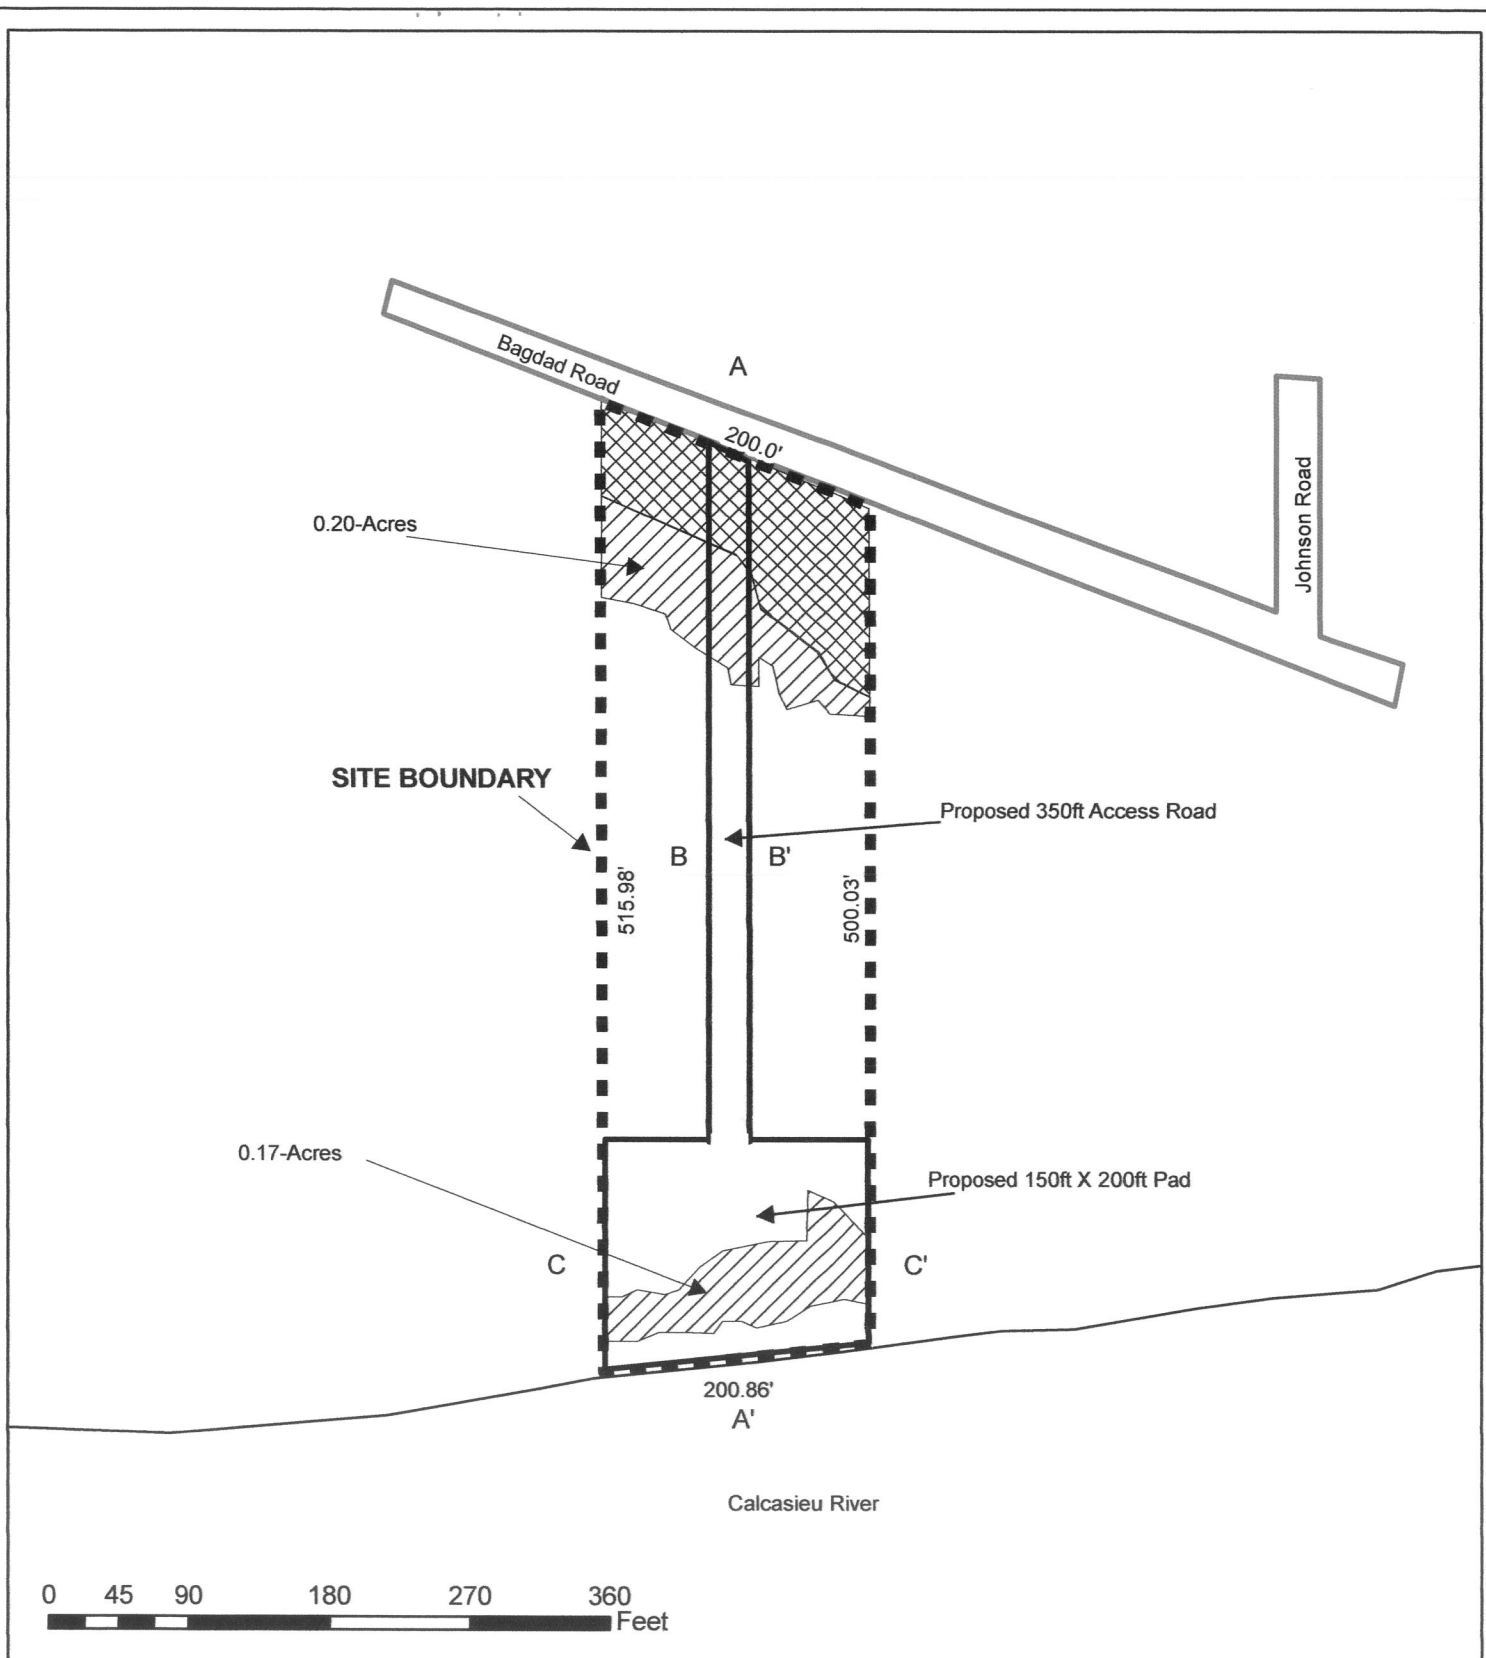 A
Bagdad Road
200.0'
Johnson Road
0.20-Acres
SITE BOUNDARY
Proposed 350ft Access Road
B
B'
515.98'
500.03'
0.17-Acres
Proposed 150ft X 200ft Pad
C
C'
200.86'
A'
Calcasieu River
0 45 90 180 270 360
Feet